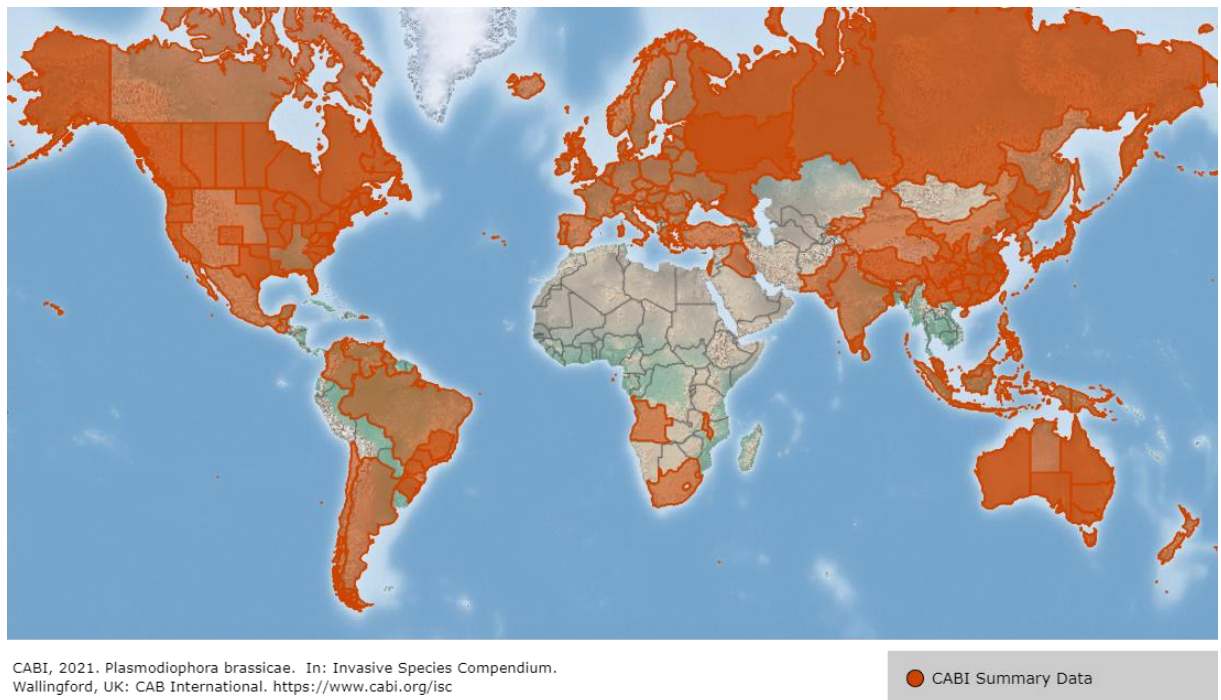 CABI, 2021. Plasmodiophora brassicae. In: Invasive Species Compendium.
Wallingford, UK: CAB International. https://www.cabi.org/isc
CABI Summary Data